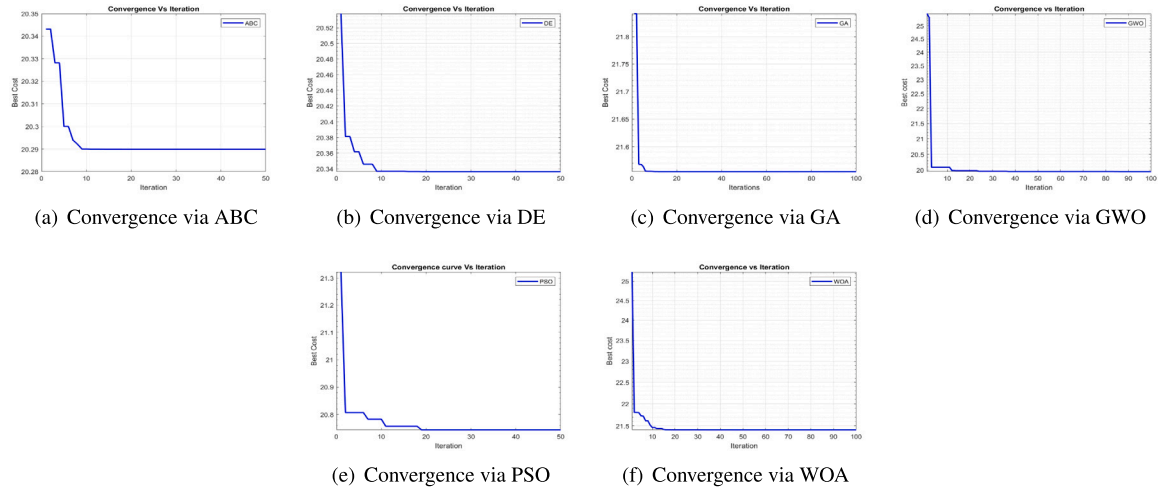 Convergence Vs Iteration
ABC
20.35
20.34
20.33
20.32
20.31
20.3
20.29
20.28
Best Cost
0 10 20 30 40 50
Iteration
(a) Convergence via ABC
Convergence Vs Iteration
DE
20.52
20.5
20.48
20.46
20.44
20.42
20.4
20.38
20.36
20.34
Best Cost
0 10 20 30 40 50
Iteration
(b) Convergence via DE
Convergence Vs Iteration
GA
21.8
21.75
21.7
21.65
21.6
Best Cost
0 20 40 60 80 100
Iterations
(c) Convergence via GA
Convergence vs Iteration
GWO
25
24.5
23.5
23
22.5
22
21.5
21
20.5
20
Best cost
10 20 30 40 50 60 70 80 90 100
Iteration
(d) Convergence via GWO
Convergence curve Vs Iteration
PSO
21.3
21.2
21.1
21
20.9
20.8
Best Cost
0 10 20 30 40 50
Iteration
(e) Convergence via PSO
Convergence vs Iteration
WOA
25
24.5
24
23.5
23
22.5
22
21.5
Best cost
10 20 30 40 50 60 70 80 90 100
Iteration
(f) Convergence via WOA